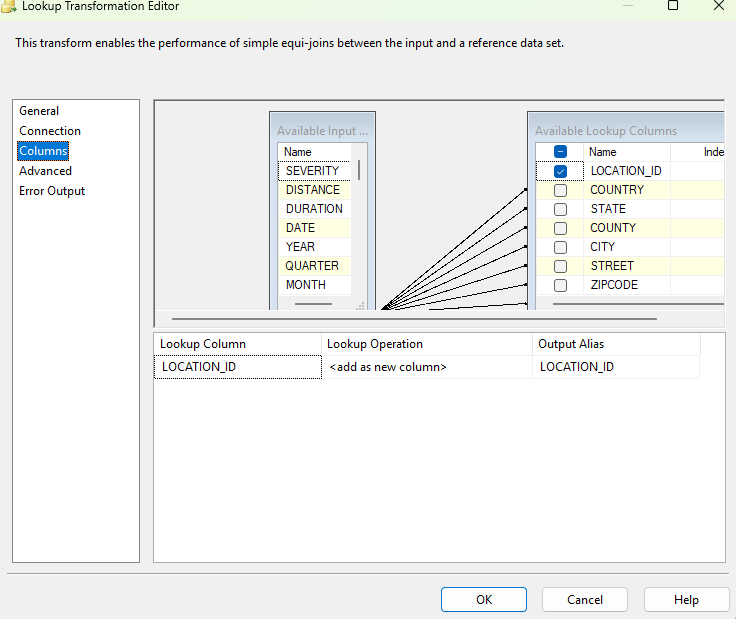 Lookup Transformation Editor
This transform enables the performance of simple equi-joins between the input and a reference data set.
General
Connection
Columns
Advanced
Error Output
Available Input ...
Name
SEVERITY
DISTANCE
DURATION
DATE
YEAR
QUARTER
MONTH
Available Lookup Columns
Name Inde
LOCATION_ID
COUNTRY
STATE
COUNTY
CITY
STREET
ZIPCODE
Lookup Column Lookup Operation Output Alias
LOCATION_ID <add as new column> LOCATION_ID
OK Cancel Help